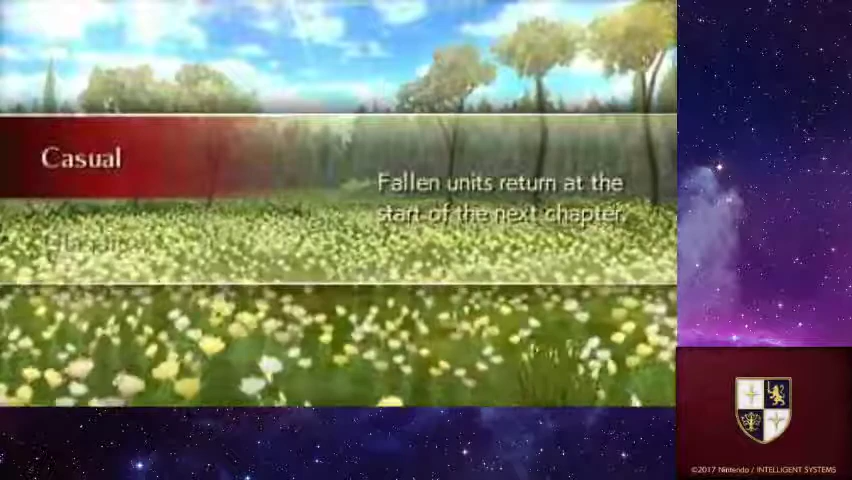 Casual
Fallen units return at the
start of the next chapter.
©2017 Nintendo / INTELLIGENT SYSTEMS